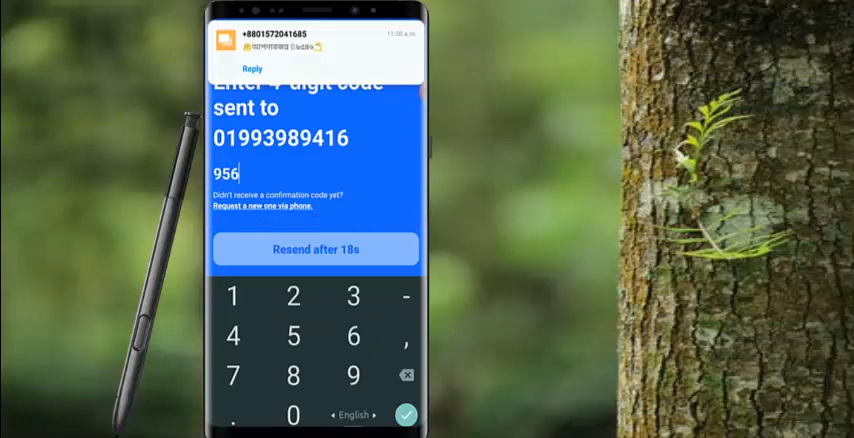 +8801572041685
11:30 a.m.
Reply
Enter 4-digit code
sent to
01993989416
956
Didn't receive a confirmation code yet?
Request a new one via phone.
Resend after 18s
1 2 3 -
4 5 6 ,
7 8 9
. 0 English